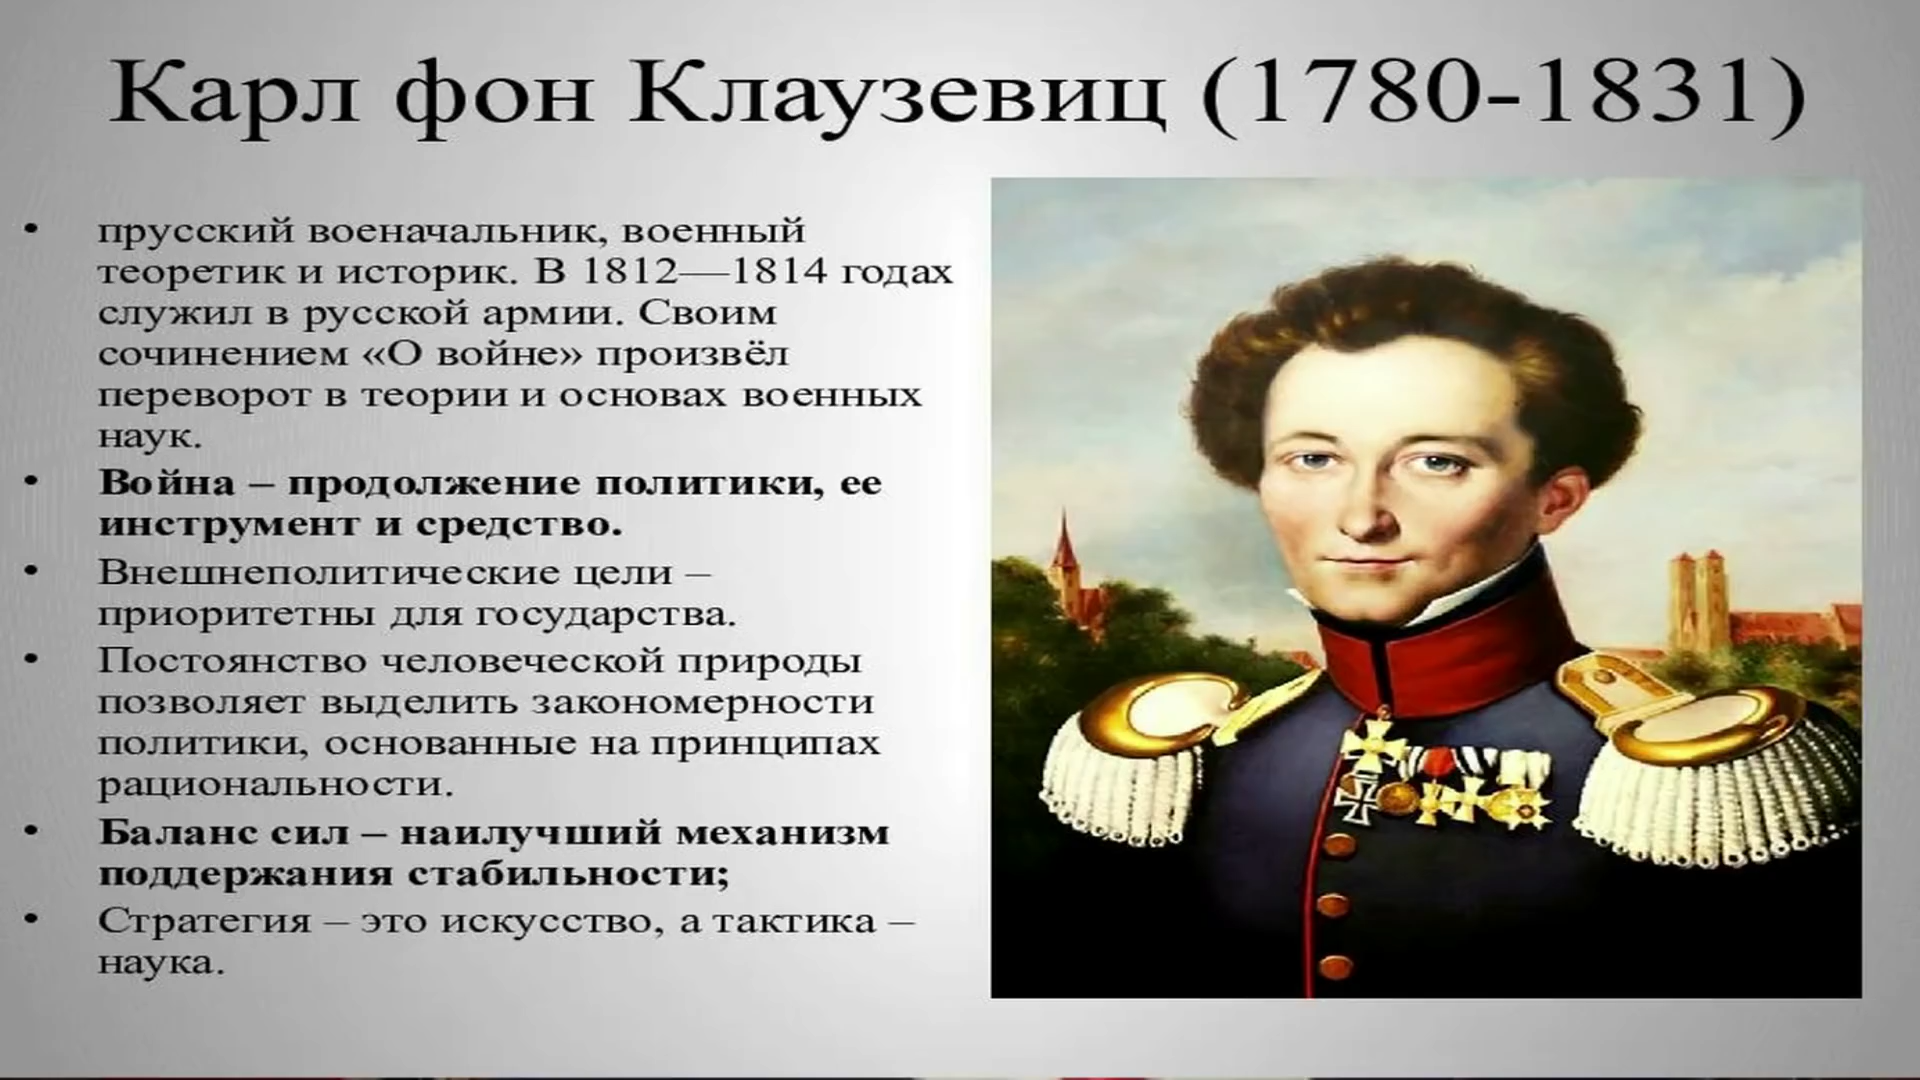 Карл фон Клаузевиц (1780-1831)
• прусский военачальник, военный
теоретик и историк. В 1812—1814 годах
служил в русской армии. Своим
сочинением «О войне» произвёл
переворот в теории и основах военных
наук.
• Война – продолжение политики, ее
инструмент и средство.
• Внешнеполитические цели –
приоритетны для государства.
• Постоянство человеческой природы
позволяет выделить закономерности
политики, основанные на принципах
рациональности.
• Баланс сил – наилучший механизм
поддержания стабильности;
• Стратегия – это искусство, а тактика –
наука.